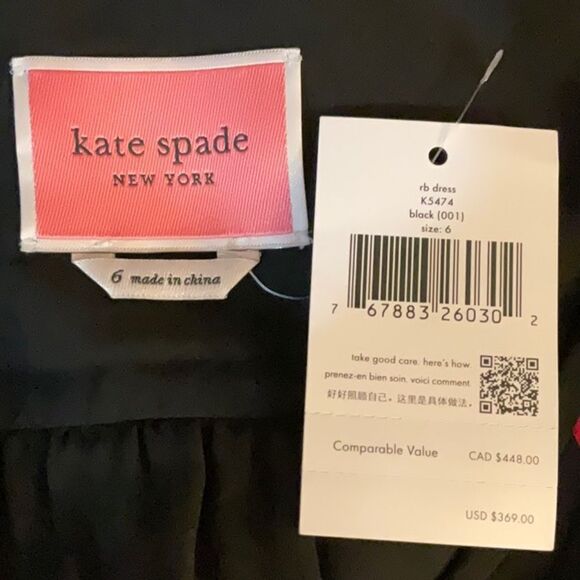 kate spade
NEW YORK
6 made in china
rb dress
K5474
black (001)
size: 6
7 67883 26030 2
take good care. here's how
prenez-en bien soin. voici comment.
好好照顾自己。这里是具体做法。
Comparable Value CAD $448.00
USD $369.00